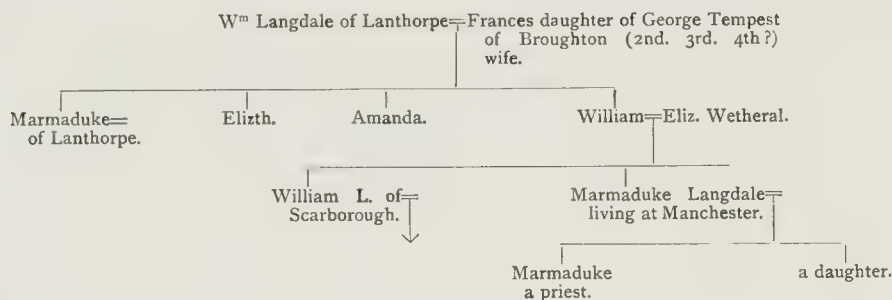 Wᵐ Langdale of Lanthorpe=Frances daughter of George Tempest
of Broughton (2nd. 3rd. 4th?)
wife.
Marmaduke=
of Lanthorpe.
Elizth.
Amanda.
William=Eliz. Wetheral.
William L. of=
Scarborough.
Marmaduke Langdale=
living at Manchester.
Marmaduke
a priest.
a daughter.